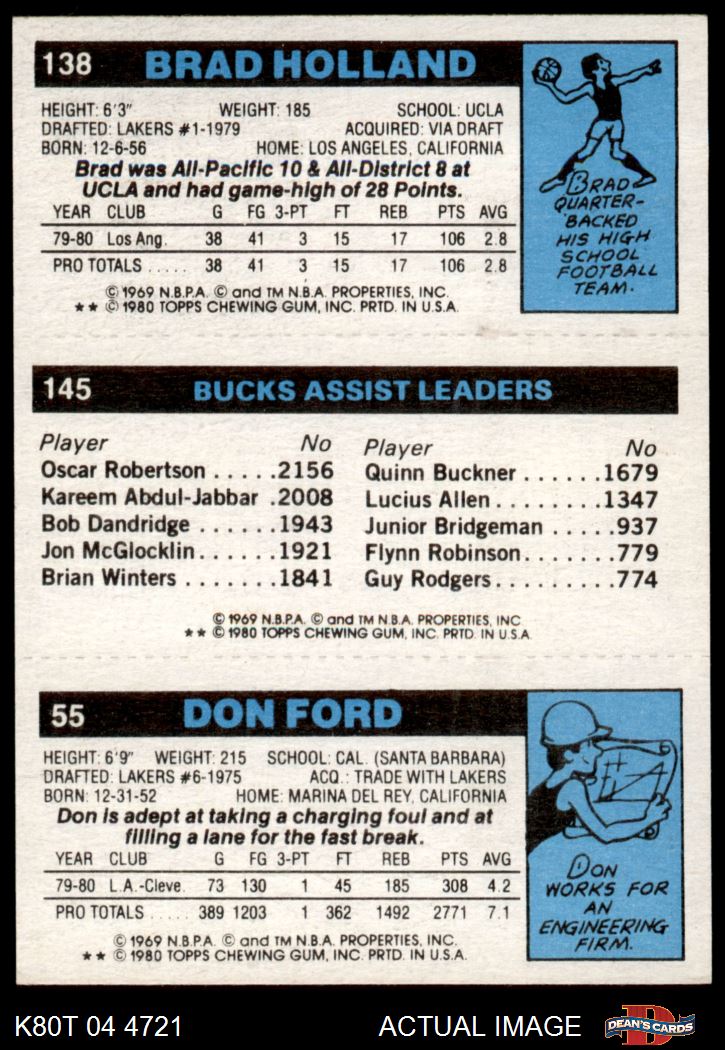 138 BRAD HOLLAND
HEIGHT: 6'3" WEIGHT: 185 SCHOOL: UCLA
DRAFTED: LAKERS #1-1979 ACQUIRED: VIA DRAFT
BORN: 12-6-56 HOME: LOS ANGELES, CALIFORNIA
Brad was All-Pacific 10 & All-District 8 at
UCLA and had game-high of 28 Points.
YEAR CLUB G FG 3-PT FT REB PTS AVG
79-80 Los Ang. 38 41 3 15 17 106 2.8
PRO TOTALS ..... 38 41 3 15 17 106 2.8
© 1969 N.B.P.A. © and TM N.B.A. PROPERTIES, INC.
** © 1980 TOPPS CHEWING GUM, INC. PRTD. IN U.S.A.
BRAD
QUARTER-
BACKED
HIS HIGH
SCHOOL
FOOTBALL
TEAM.
145 BUCKS ASSIST LEADERS
Player No Player No
Oscar Robertson .....2156 Quinn Buckner ......1679
Kareem Abdul-Jabbar .2008 Lucius Allen ........1347
Bob Dandridge .......1943 Junior Bridgeman .....937
Jon McGlocklin......1921 Flynn Robinson.......779
Brian Winters .......1841 Guy Rodgers.........774
© 1969 N.B.P.A. © and TM N.B.A. PROPERTIES, INC
** © 1980 TOPPS CHEWING GUM, INC. PRTD. IN U.S.A.
55 DON FORD
HEIGHT: 6'9" WEIGHT: 215 SCHOOL: CAL. (SANTA BARBARA)
DRAFTED: LAKERS #6-1975 ACQ.: TRADE WITH LAKERS
BORN: 12-31-52 HOME: MARINA DEL REY, CALIFORNIA
Don is adept at taking a charging foul and at
filling a lane for the fast break.
YEAR CLUB G FG 3-PT FT REB PTS AVG
79-80 L.A.-Cleve. 73 130 1 45 185 308 4.2
PRO TOTALS ..... 389 1203 1 362 1492 2771 7.1
© 1969 N.B.P.A. © and TM N.B.A. PROPERTIES, INC.
** © 1980 TOPPS CHEWING GUM, INC. PRTD. IN U.S.A.
DON
WORKS FOR
AN
ENGINEERING
FIRM.
K80T 04 4721 ACTUAL IMAGE D DEAN'S CARDS